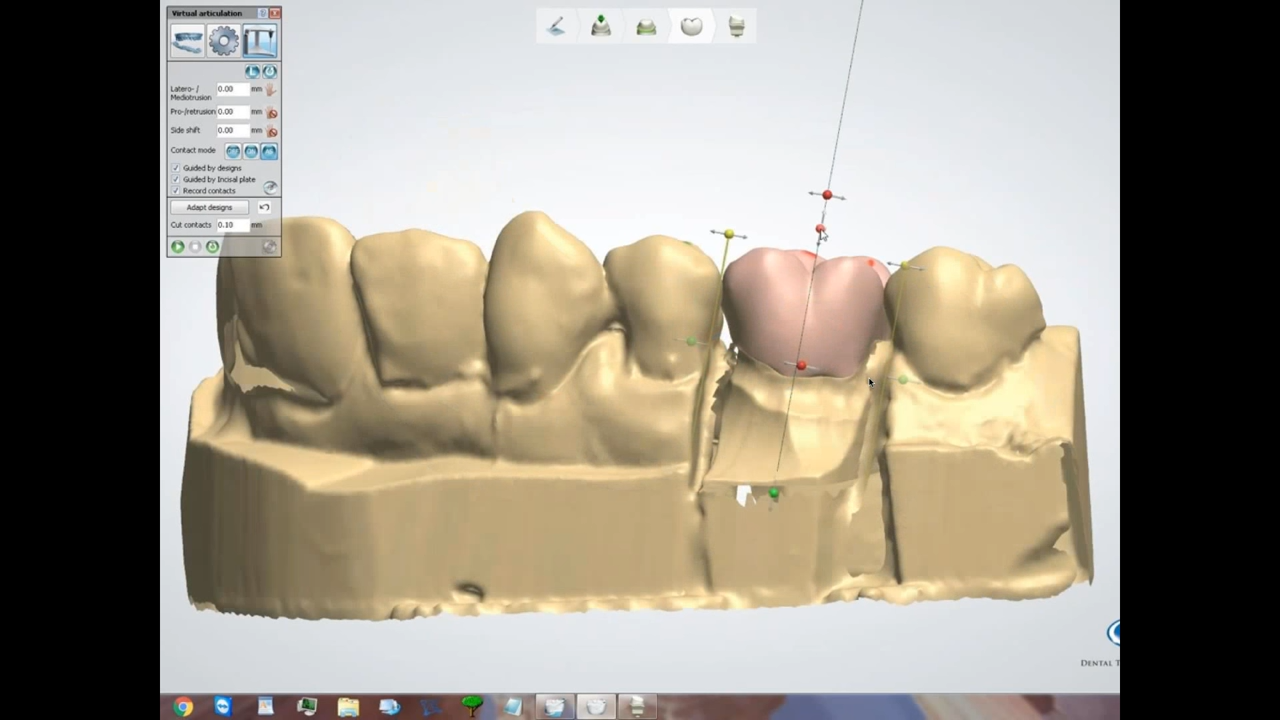 Virtual articulation
Latero- / 0.00 mm
Mediotrusion
Pro-/retrusion 0.00 mm
Side shift 0.00 mm
Contact mode
Guided by designs
Guided by Incisal plate
Record contacts
Adapt designs
Cut contacts 0.10 mm
DENTAL T